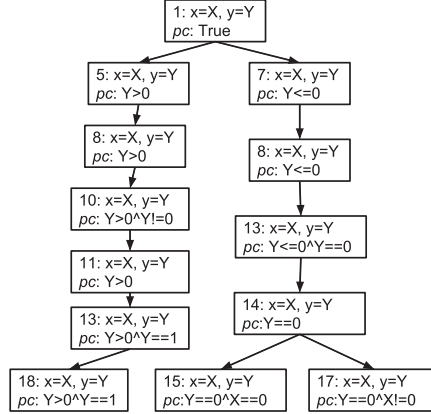 1: x=X, y=Y
pc: True
5: x=X, y=Y
pc: Y>0
7: x=X, y=Y
pc: Y<=0
8: x=X, y=Y
pc: Y>0
8: x=X, y=Y
pc: Y<=0
10: x=X, y=Y
pc: Y>0^Y!=0
13: x=X, y=Y
pc: Y<=0^Y==0
11: x=X, y=Y
pc: Y>0
13: x=X, y=Y
pc: Y>0^Y==1
14: x=X, y=Y
pc:Y==0
18: x=X, y=Y
pc: Y>0^Y==1
15: x=X, y=Y
pc:Y==0^X==0
17: x=X, y=Y
pc:Y==0^X!=0